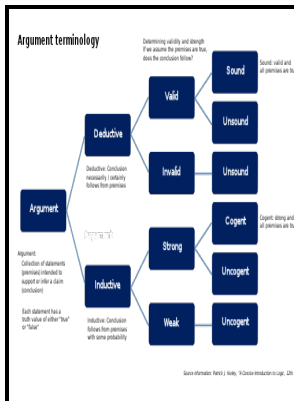 Argument terminology
Determining validity and strength
If we assume the premises are true,
does the conclusion follow?
Sound
Sound: valid and
all premises are tru
Valid
Unsound
Deductive
Deductive: Conclusion
necessarily / certainly
follows from premises
Invalid
Unsound
Argument
Cogent
Cogent: strong and
all premises are tru
Strong
Argument:
Collection of statements
(premises) intended to
support or infer a claim
(conclusion)
Uncogent
Inductive
Each statement has a
truth value of either "true"
or "false"
Inductive: Conclusion
follows from premises
with some probability
Weak
Uncogent
Source information: Patrick J. Hurley, "A Concise Introduction to Logic, 12th